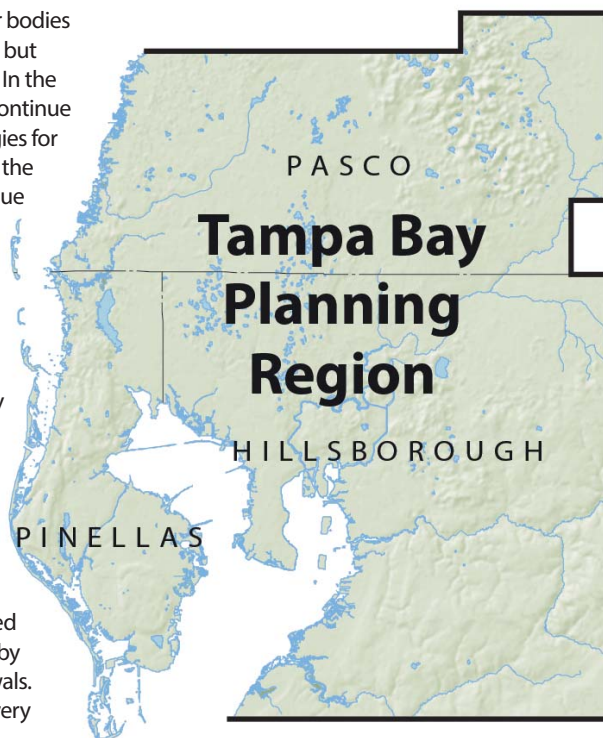 r bodies
but
In the
ontinue
gies for
the
ue
y
ed
by
vals.
very
PASCO
Tampa Bay
Planning
Region
HILLSBOROUGH
PINELLAS